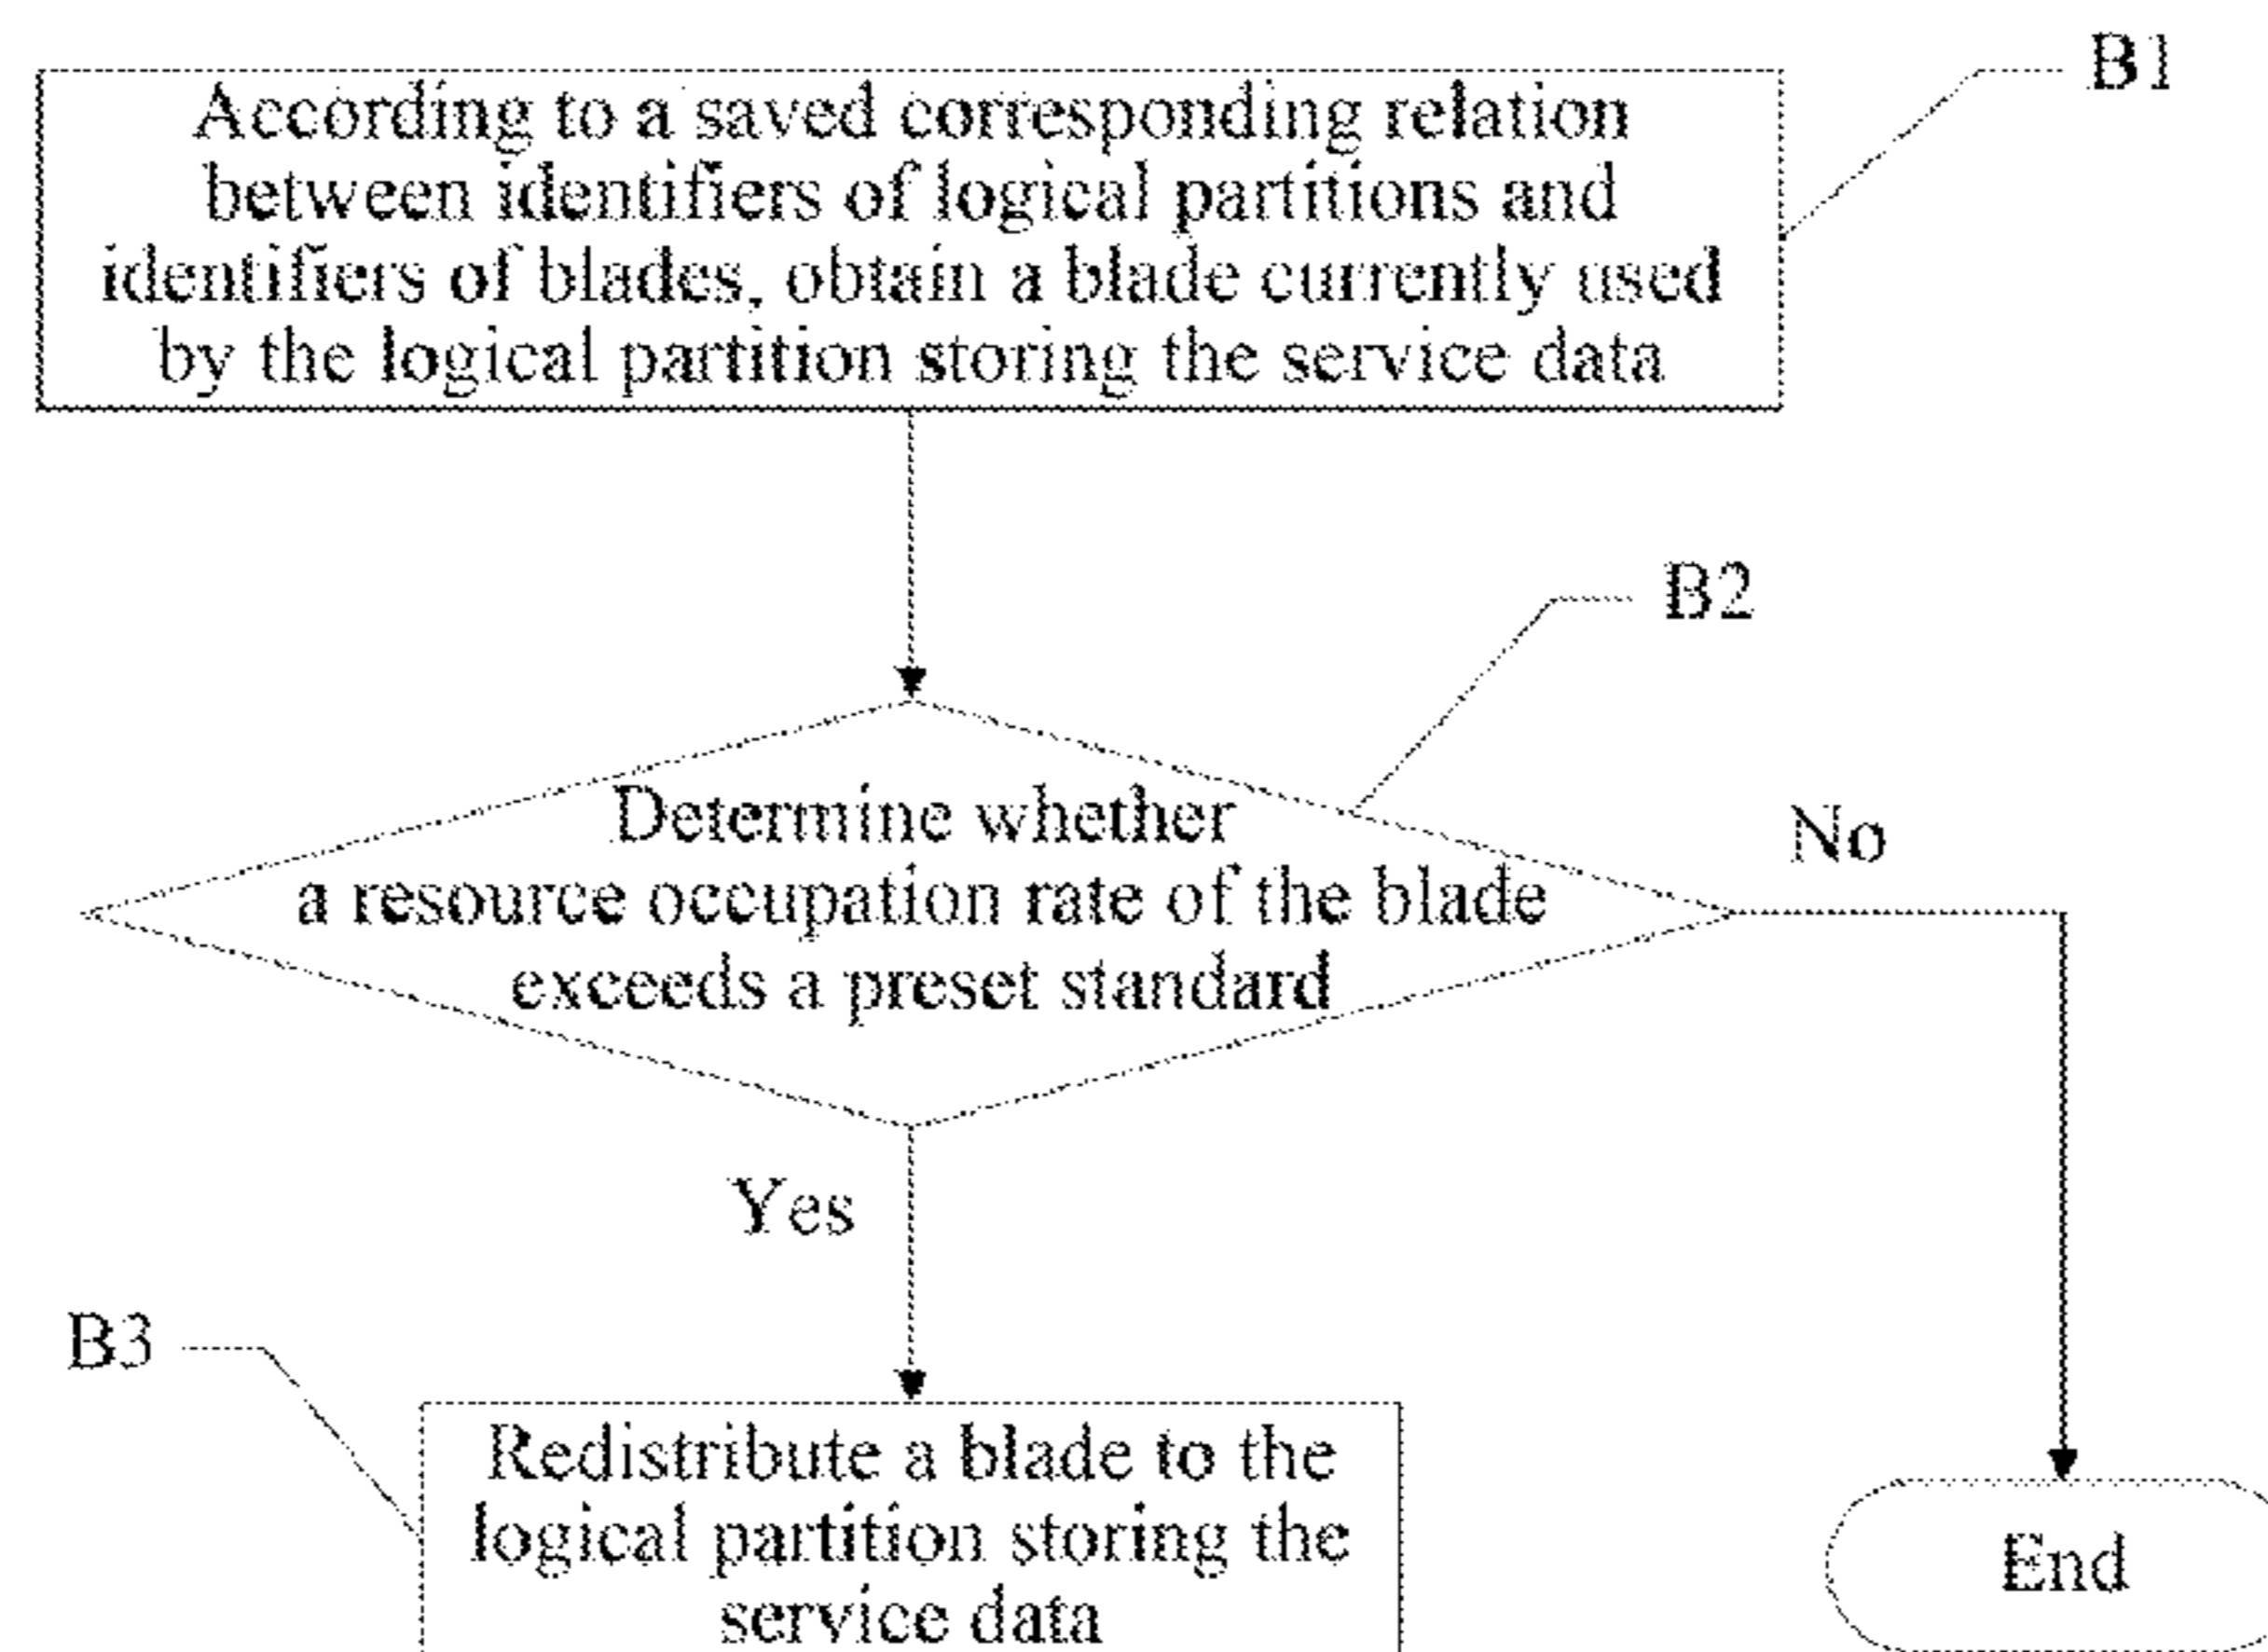 B1
According to a saved corresponding relation
between identifiers of logical partitions and
identifiers of blades, obtain a blade currently used
by the logical partition storing the service data
B2
Determine whether
a resource occupation rate of the blade
exceeds a preset standard
No
Yes
B3
Redistribute a blade to the
logical partition storing the
service data
End